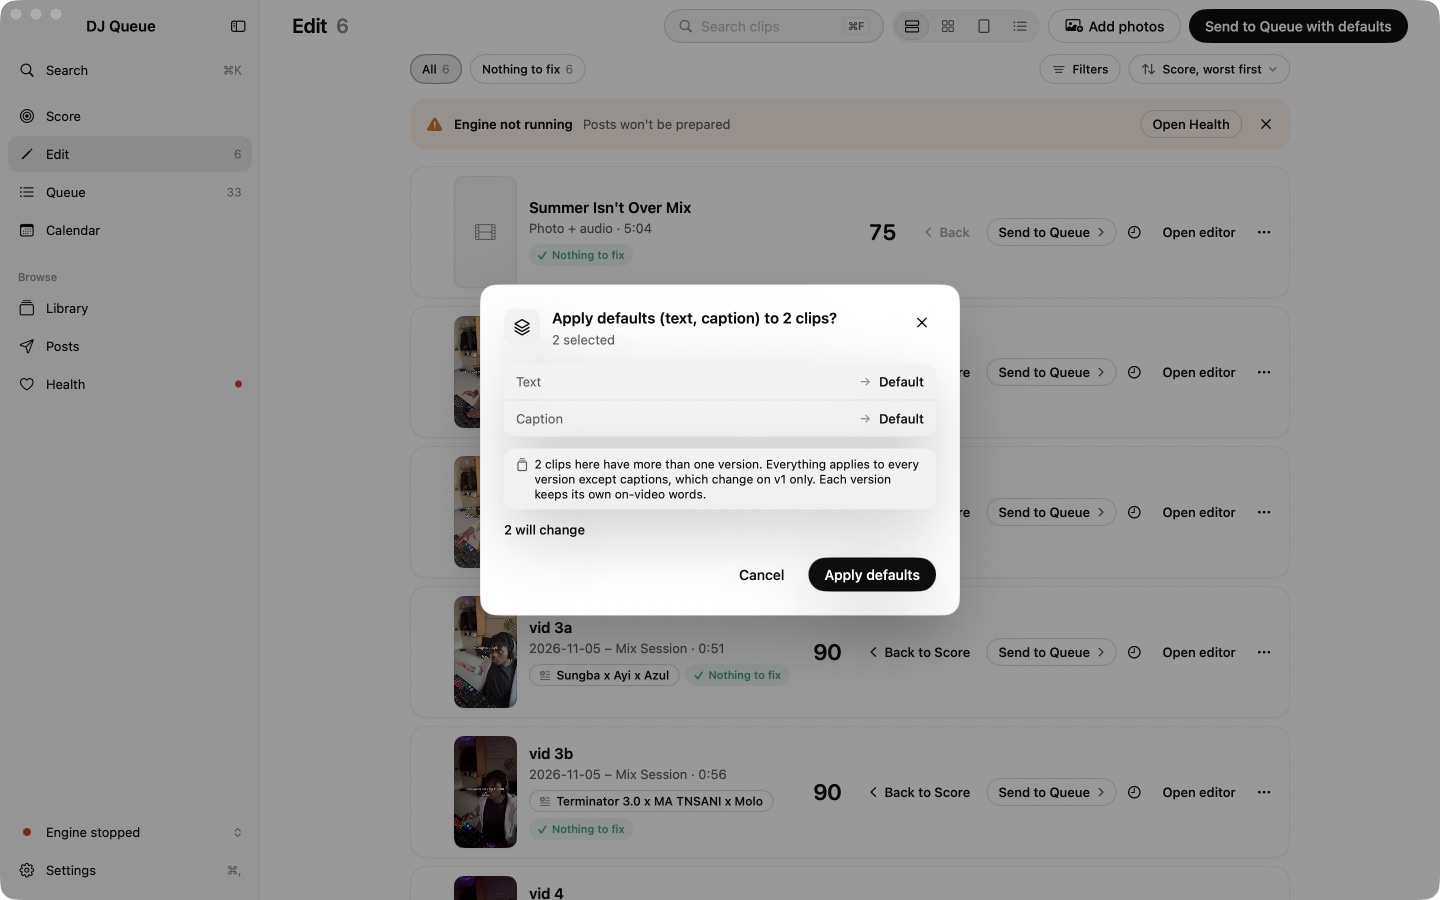 DJ Queue
Search ⌘K
Score
Edit 6
Queue 33
Calendar
Browse
Library
Posts
Health
Engine stopped
Settings ⌘,
Edit 6
Search clips ⌘F
Add photos
Send to Queue with defaults
All 6
Nothing to fix 6
Filters
Score, worst first
Engine not running Posts won't be prepared
Open Health
Summer Isn't Over Mix
Photo + audio · 5:04
Nothing to fix
75
Back
Send to Queue
Open editor
re
Send to Queue
Open editor
re
Send to Queue
Open editor
Apply defaults (text, caption) to 2 clips?
2 selected
Text → Default
Caption → Default
2 clips here have more than one version. Everything applies to every
version except captions, which change on v1 only. Each version
keeps its own on-video words.
2 will change
Cancel
Apply defaults
vid 3a
2026-11-05 – Mix Session · 0:51
Sungba x Ayi x Azul
Nothing to fix
90
Back to Score
Send to Queue
Open editor
vid 3b
2026-11-05 – Mix Session · 0:56
Terminator 3.0 x MA TNSANI x Molo
Nothing to fix
90
Back to Score
Send to Queue
Open editor
vid 4